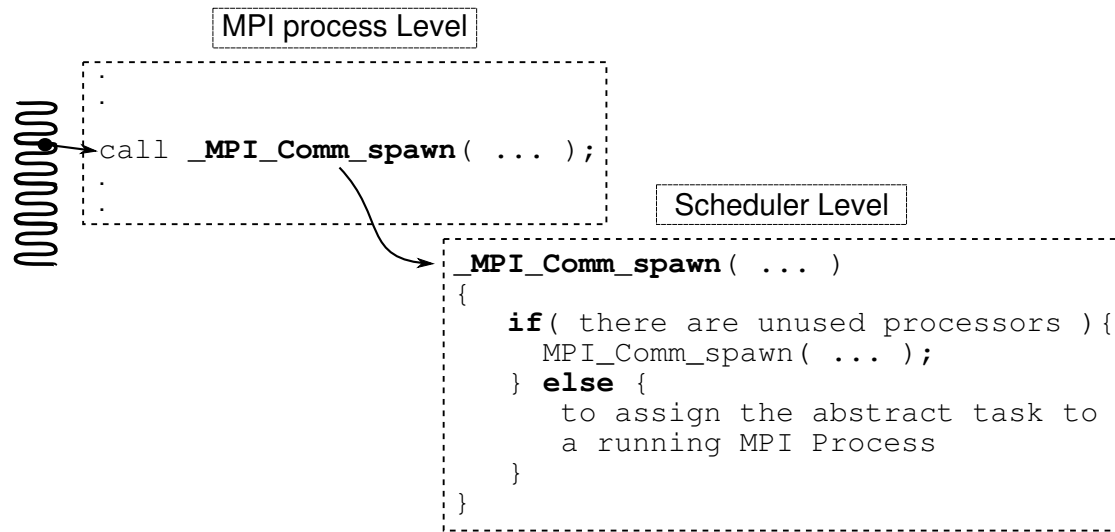 MPI process Level
.
.
call _MPI_Comm_spawn( ... );
.
.
Scheduler Level
_MPI_Comm_spawn( ... )
{
if( there are unused processors ){
MPI_Comm_spawn( ... );
} else {
to assign the abstract task to
a running MPI Process
}
}